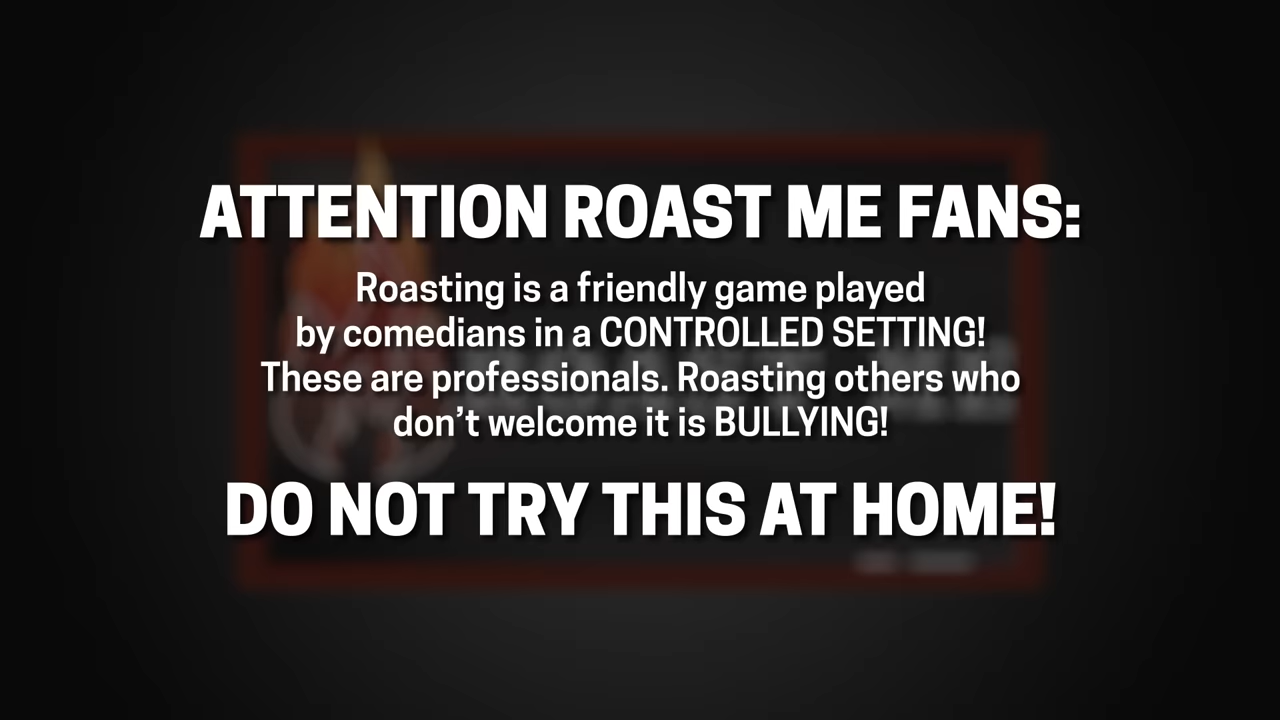 ATTENTION ROAST ME FANS:
Roasting is a friendly game played
by comedians in a CONTROLLED SETTING!
These are professionals. Roasting others who
don’t welcome it is BULLYING!
DO NOT TRY THIS AT HOME!